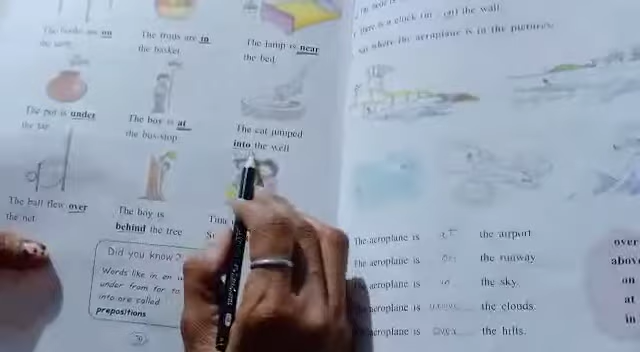 The books are on
The fruits are in
The lamp is near
the basket
the bed.
The pot is under
the tap
The boy is at
the bus-stop
The cat jumped
into the well
The ball flew over
the net
The boy is
behind the tree
Did you know?
Words like in, on
under from for to
into are called
prepositions
There is a clock (on, on) the wall.
where the aeroplane is in the pictures.
The aeroplane is at the airport
The aeroplane is on the runway
The aeroplane is in the sky.
The aeroplane is above the clouds.
aeroplane is over the hills.
over
above
on
at
in